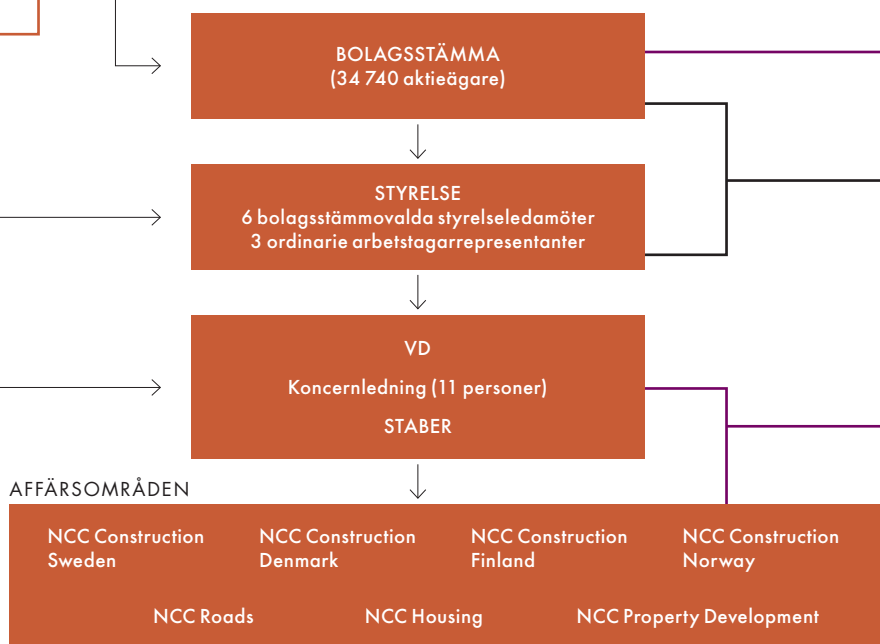 BOLAGSSTÄMMA
(34 740 aktieägare)
STYRELSE
6 bolagsstämmovalda styrelseledamöter
3 ordinarie arbetstagarrepresentanter
VD
Koncernledning (11 personer)
STABER
AFFÄRSOMRÅDEN
NCC Construction Sweden
NCC Construction Denmark
NCC Construction Finland
NCC Construction Norway
NCC Roads
NCC Housing
NCC Property Development